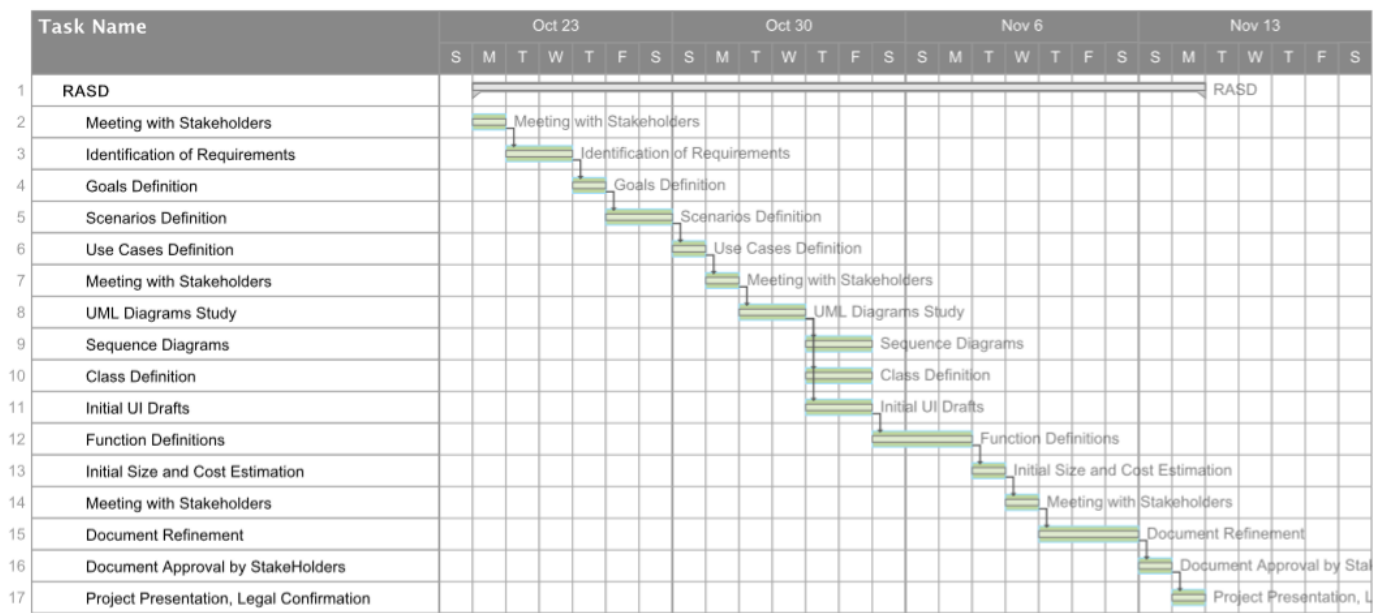 Task Name Oct 23 Oct 30 Nov 6 Nov 13
S M T W T F S S M T W T F S S M T W T F S S M T W T F S
1 RASD RASD
2 Meeting with Stakeholders Meeting with Stakeholders
3 Identification of Requirements Identification of Requirements
4 Goals Definition Goals Definition
5 Scenarios Definition Scenarios Definition
6 Use Cases Definition Use Cases Definition
7 Meeting with Stakeholders Meeting with Stakeholders
8 UML Diagrams Study UML Diagrams Study
9 Sequence Diagrams Sequence Diagrams
10 Class Definition Class Definition
11 Initial UI Drafts Initial UI Drafts
12 Function Definitions Function Definitions
13 Initial Size and Cost Estimation Initial Size and Cost Estimation
14 Meeting with Stakeholders Meeting with Stakeholders
15 Document Refinement Document Refinement
16 Document Approval by StakeHolders Document Approval by Stak
17 Project Presentation, Legal Confirmation Project Presentation, L